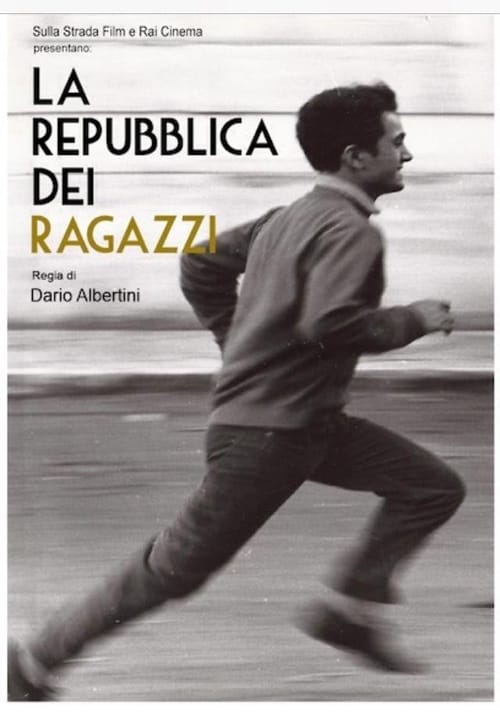 Sulla Strada Film e Rai Cinema
presentano:
LA
REPUBBLICA
DEI
RAGAZZI
Regia di
Dario Albertini